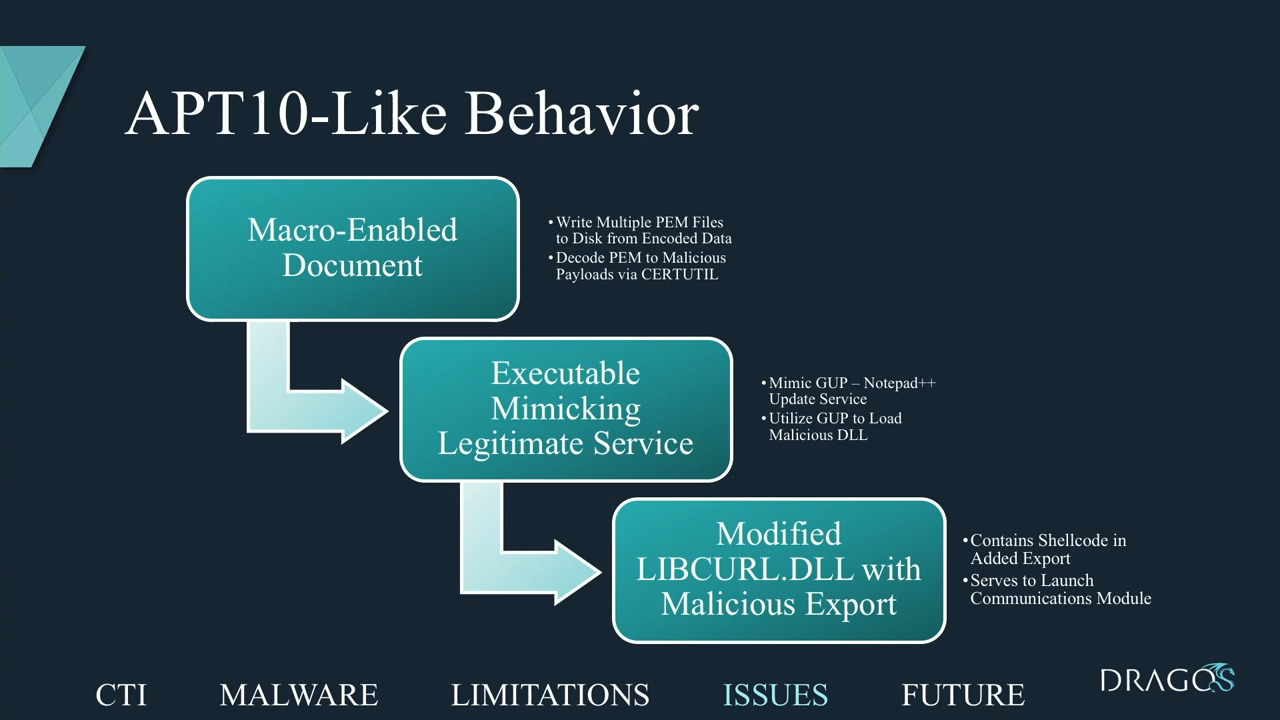 APT10-Like Behavior
Macro-Enabled
Document
• Write Multiple PEM Files
to Disk from Encoded Data
• Decode PEM to Malicious
Payloads via CERTUTIL
Executable
Mimicking
Legitimate Service
• Mimic GUP – Notepad++
Update Service
• Utilize GUP to Load
Malicious DLL
Modified
LIBCURL.DLL with
Malicious Export
• Contains Shellcode in
Added Export
• Serves to Launch
Communications Module
CTI MALWARE LIMITATIONS ISSUES FUTURE
DRAGOS